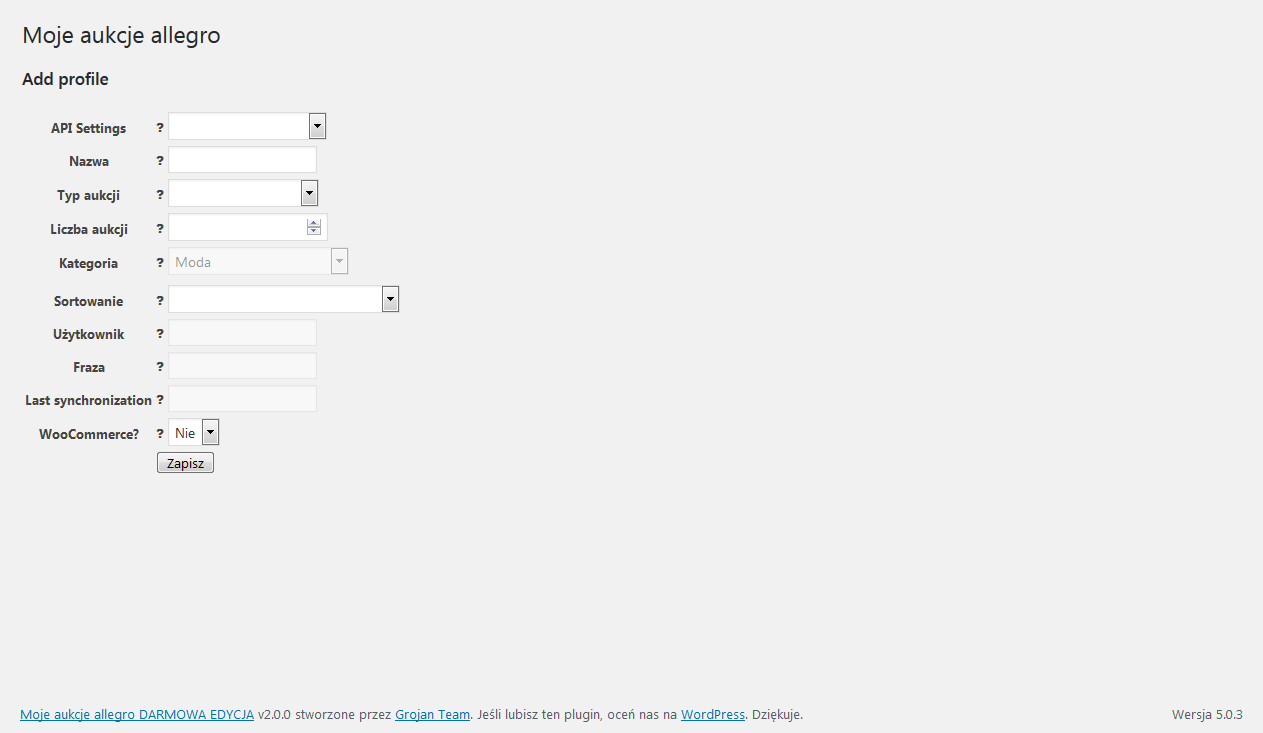 Moje aukcje allegro
Add profile
API Settings ?
Nazwa ?
Typ aukcji ?
Liczba aukcji ?
Kategoria ? Moda
Sortowanie ?
Użytkownik ?
Fraza ?
Last synchronization ?
WooCommerce? ? Nie
Zapisz
Moje aukcje allegro DARMOWA EDYCJA v2.0.0 stworzone przez Grojan Team. Jeśli lubisz ten plugin, oceń nas na WordPress. Dziękuje. Wersja 5.0.3